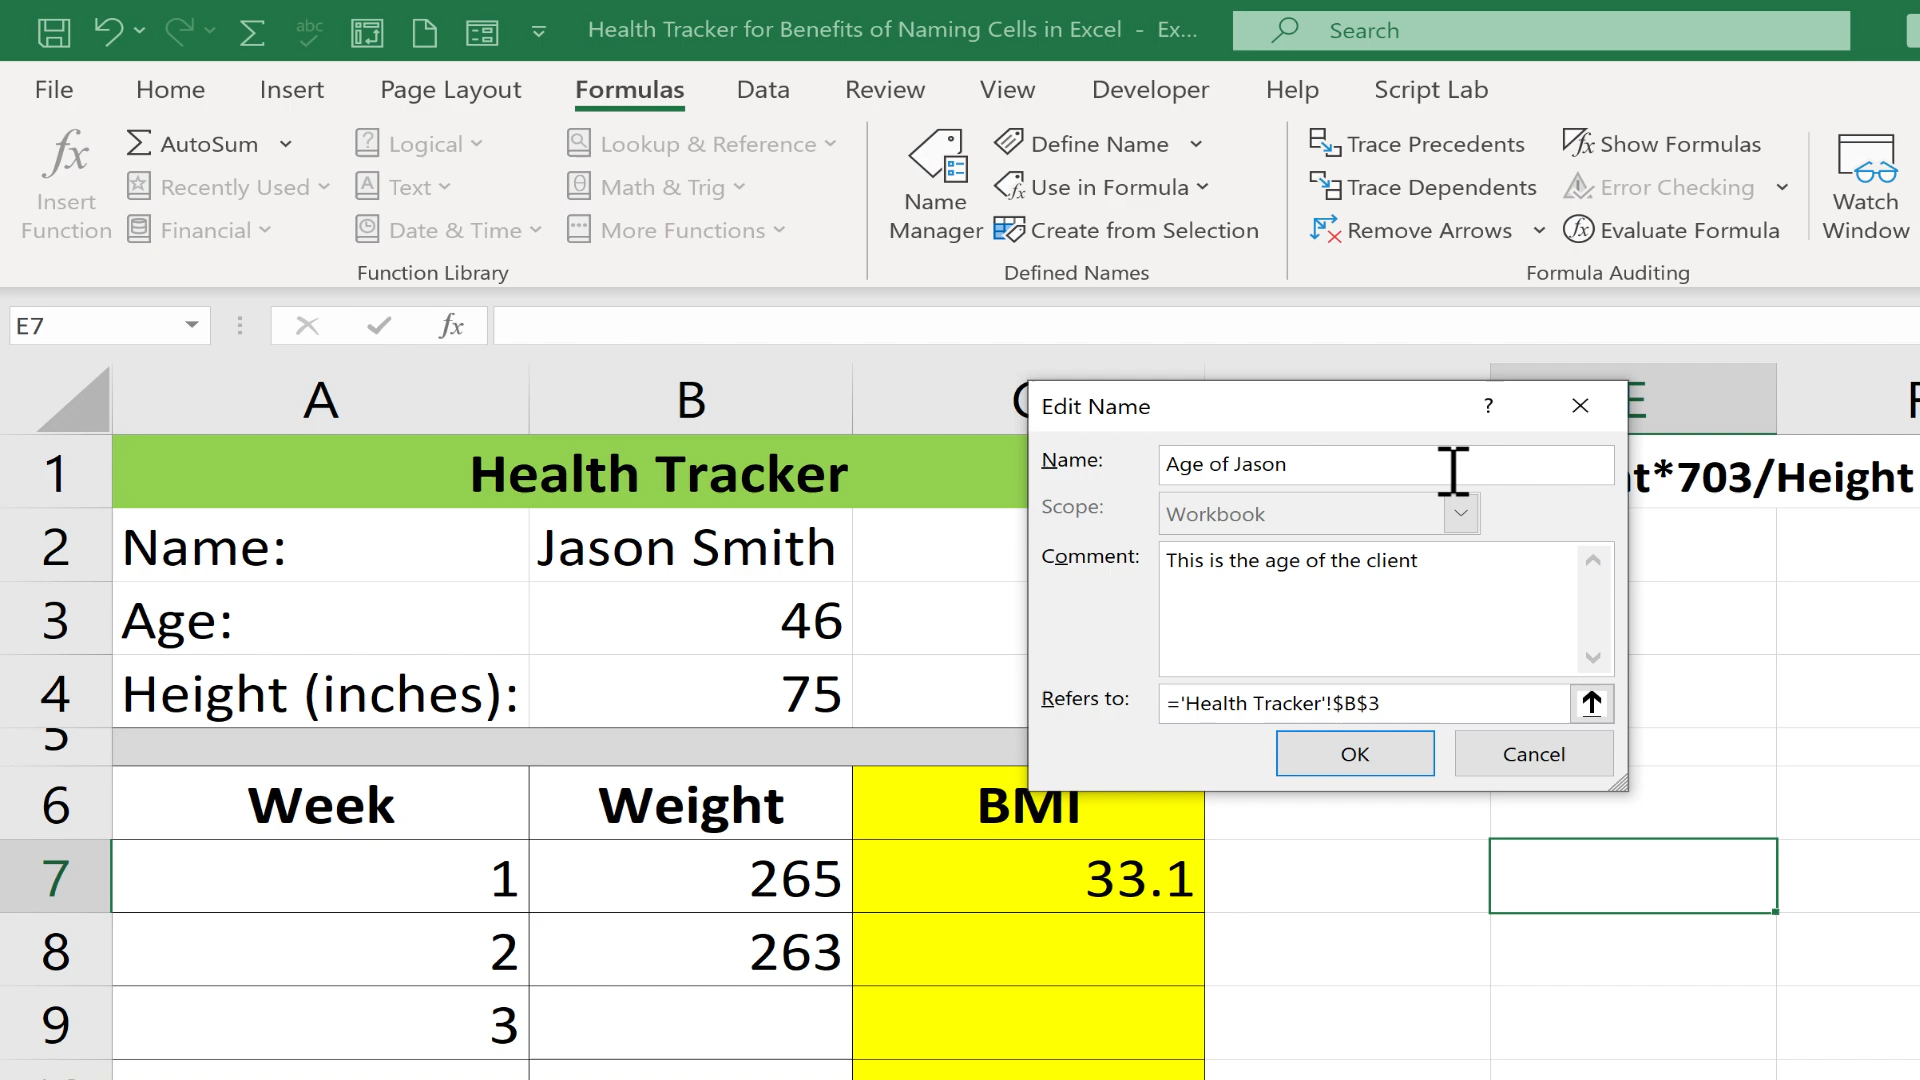 abc
Health Tracker for Benefits of Naming Cells in Excel - Ex...
Search
File Home Insert Page Layout Formulas Data Review View Developer Help Script Lab
fx Insert Function
AutoSum
Recently Used
Financial
Logical
Text
Date & Time
Lookup & Reference
Math & Trig
More Functions
Function Library
Name Manager
Define Name
Use in Formula
Create from Selection
Defined Names
Trace Precedents
Trace Dependents
Remove Arrows
Show Formulas
Error Checking
Evaluate Formula
Formula Auditing
Watch Window
E7 fx
A B C E F
1 Health Tracker t*703/Height
2 Name: Jason Smith
3 Age: 46
4 Height (inches): 75
5
6 Week Weight BMI
7 1 265 33.1
8 2 263
9 3
Edit Name ?
Name: Age of Jason
Scope: Workbook
Comment: This is the age of the client
Refers to: ='Health Tracker'!$B$3
OK Cancel